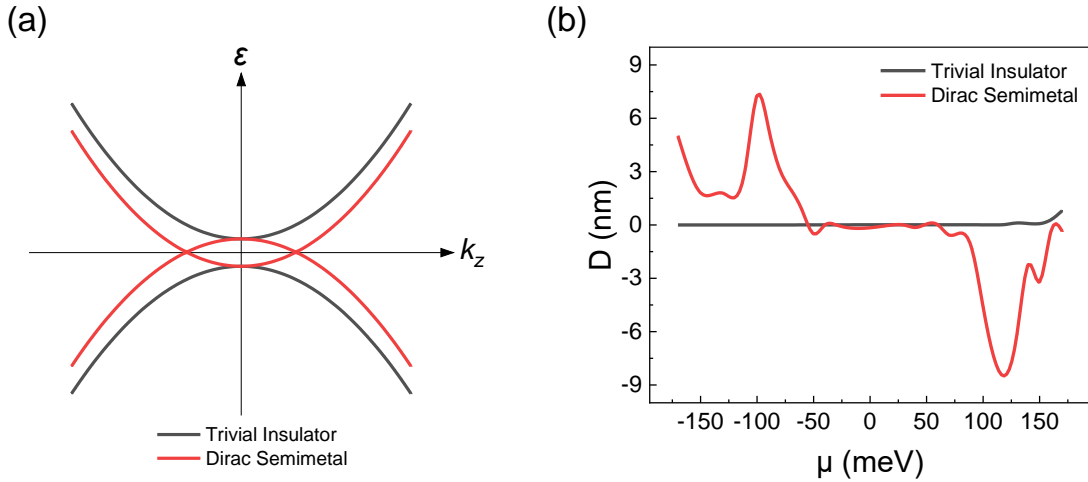 (a)
ε
k_z
Trivial Insulator
Dirac Semimetal
(b)
D (nm)
9
6
3
0
-3
-6
-9
Trivial Insulator
Dirac Semimetal
-150 -100 -50 0 50 100 150
μ (meV)